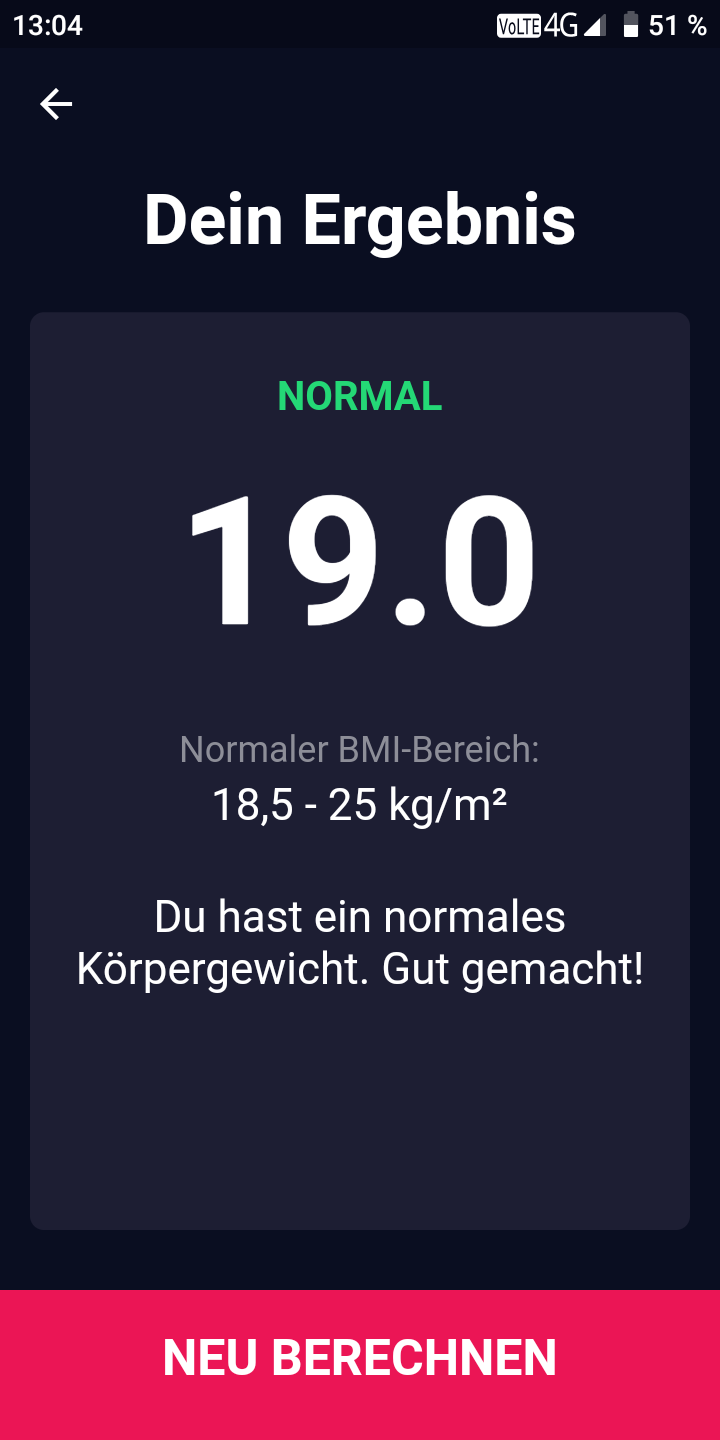 13:04 VoLTE 4G 51 %
Dein Ergebnis
NORMAL
19.0
Normaler BMI-Bereich:
18,5 - 25 kg/m²
Du hast ein normales
Körpergewicht. Gut gemacht!
NEU BERECHNEN